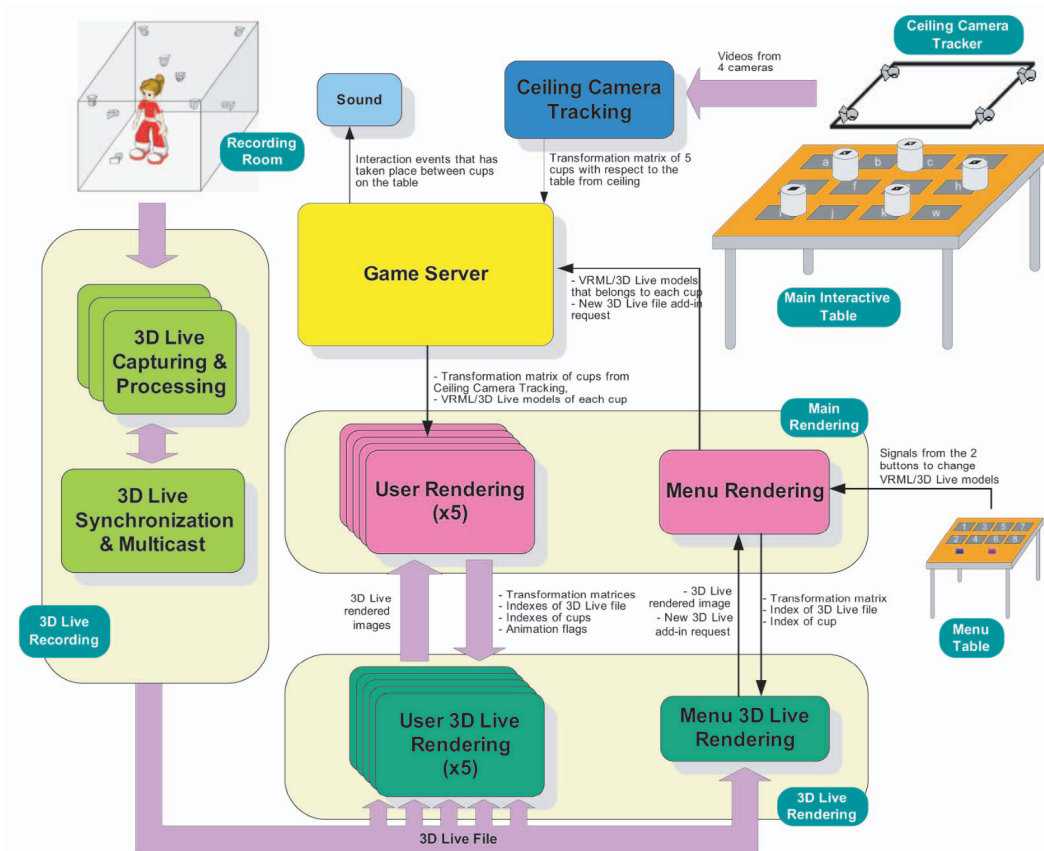 Recording
Room
Sound
Videos from
4 cameras
Ceiling Camera
Tracker
Ceiling Camera
Tracking
Interaction events that has
taken place between cups
on the table
Transformation matrix of 5
cups with respect to the
table from ceiling
a b c
f h
i j k w
Main Interactive
Table
Game Server
- VRML/3D Live models
that belongs to each cup
- New 3D Live file add-in
request
3D Live
Capturing &
Processing
- Transformation matrix of cups from
Ceiling Camera Tracking,
- VRML/3D Live models of each cup
Main
Rendering
Signals from the 2
buttons to change
VRML/3D Live models
3D Live
Synchronization
& Multicast
User Rendering
(x5)
Menu Rendering
1 3 5 7
2 4 6 8
Menu
Table
3D Live
Recording
3D Live
rendered
images
- Transformation matrices
- Indexes of 3D Live file
- Indexes of cups
- Animation flags
- 3D Live
rendered image
- New 3D Live
add-in request
- Transformation matrix
- Index of 3D Live file
- Index of cup
User 3D Live
Rendering
(x5)
Menu 3D Live
Rendering
3D Live
Rendering
3D Live File